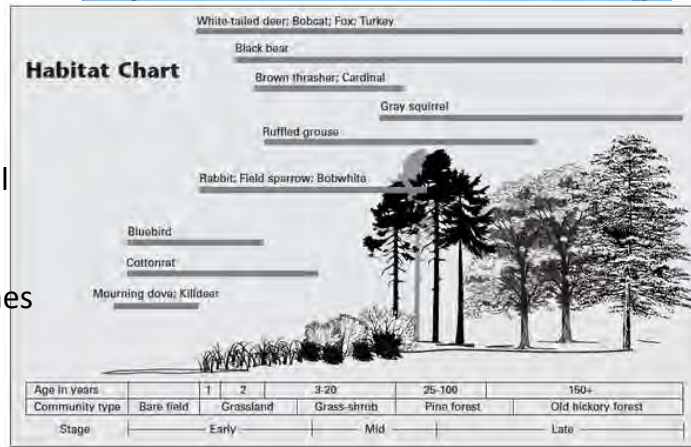 White-tailed deer; Bobcat; Fox; Turkey
Black bear
Habitat Chart
Brown thrasher; Cardinal
Gray squirrel
Ruffled grouse
Rabbit; Field sparrow; Bobwhite
Bluebird
Cottonrat
Mourning dove; Killdeer
Age in years 1 2 3-20 25-100 150+
Community type Bare field Grassland Grass-shrub Pine forest Old hickory forest
Stage Early Mid Late